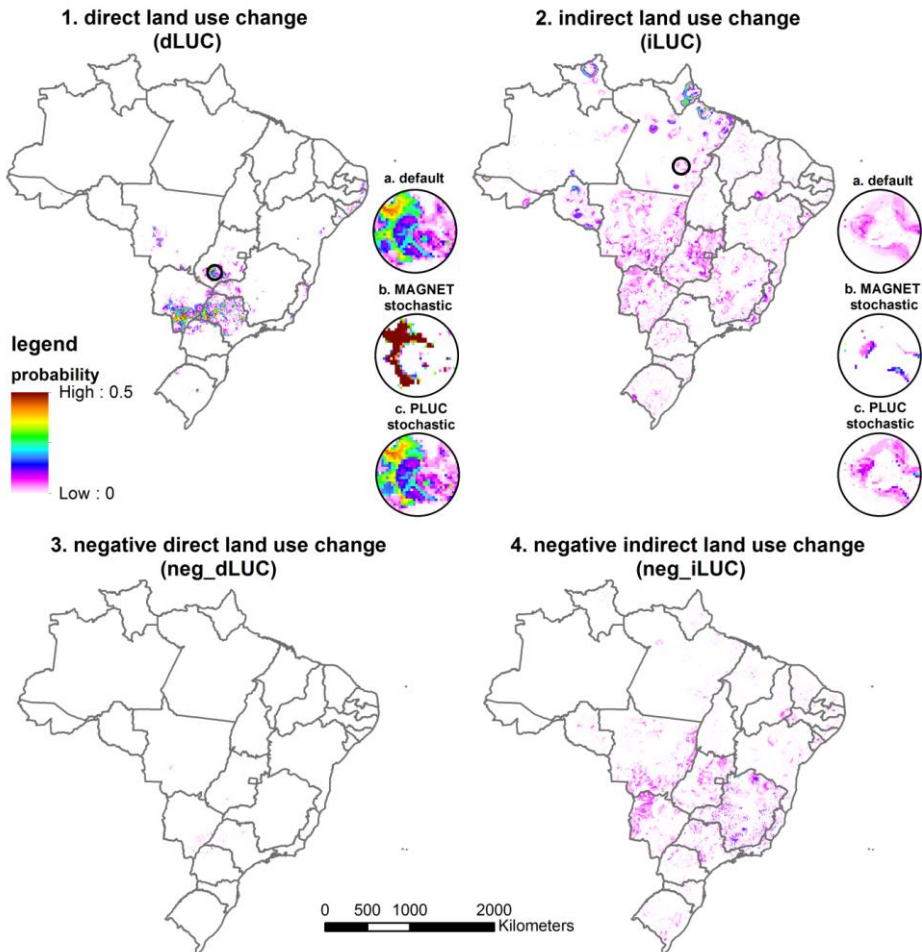 1. direct land use change
(dLUC)
2. indirect land use change
(iLUC)
a. default
b. MAGNET
stochastic
c. PLUC
stochastic
a. default
b. MAGNET
stochastic
c. PLUC
stochastic
legend
probability
High : 0.5
Low : 0
3. negative direct land use change
(neg_dLUC)
4. negative indirect land use change
(neg_iLUC)
0 500 1000 2000
Kilometers